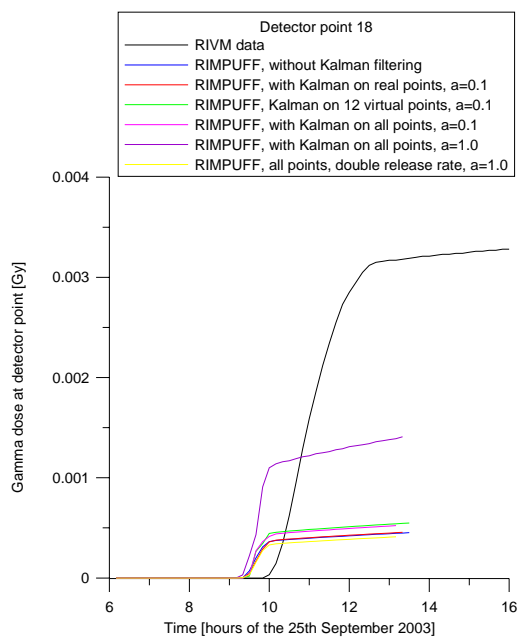 Detector point 18
RIVM data
RIMPUFF, without Kalman filtering
RIMPUFF, with Kalman on real points, a=0.1
RIMPUFF, Kalman on 12 virtual points, a=0.1
RIMPUFF, with Kalman on all points, a=0.1
RIMPUFF, with Kalman on all points, a=1.0
RIMPUFF, all points, double release rate, a=1.0
0.004
0.003
0.002
0.001
0
Gamma dose at detector point [Gy]
6 8 10 12 14 16
Time [hours of the 25th September 2003]